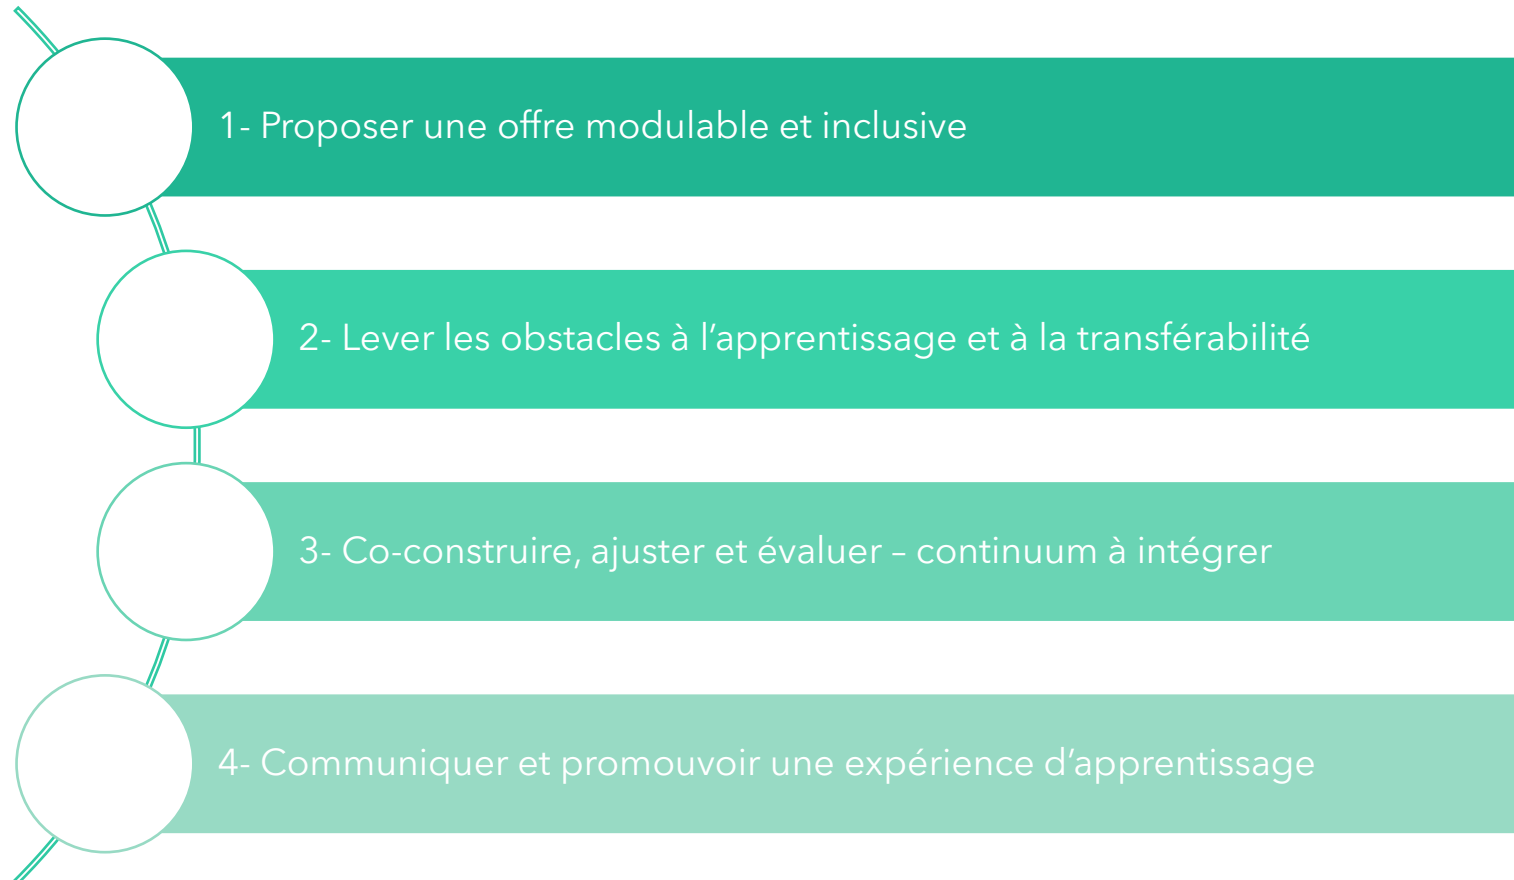 1- Proposer une offre modulable et inclusive
2- Lever les obstacles à l’apprentissage et à la transférabilité
3- Co-construire, ajuster et évaluer – continuum à intégrer
4- Communiquer et promouvoir une expérience d’apprentissage